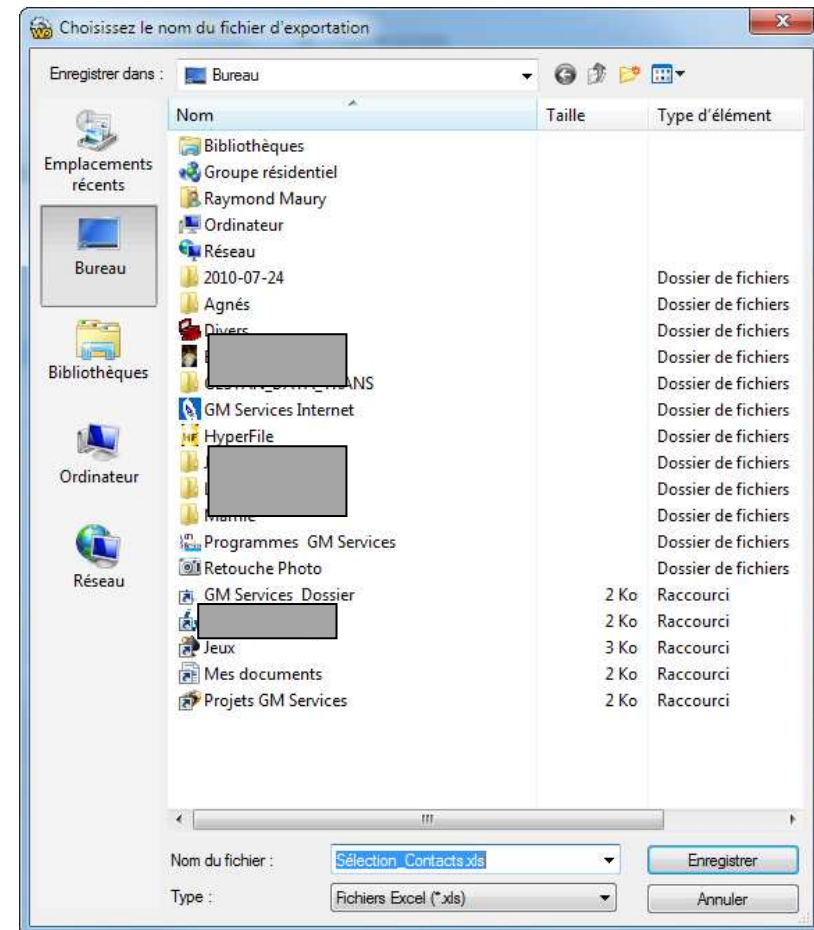 Choisissez le nom du fichier d'exportation
Enregistrer dans : Bureau
Nom Taille Type d'élément
Emplacements récents
Bureau
Bibliothèques
Ordinateur
Réseau
Bibliothèques
Groupe résidentiel
Raymond Maury
Ordinateur
Réseau
2010-07-24 Dossier de fichiers
Agnés Dossier de fichiers
Divers Dossier de fichiers
Dossier de fichiers
Dossier de fichiers
GM Services Internet Dossier de fichiers
HyperFile Dossier de fichiers
Dossier de fichiers
Dossier de fichiers
Mamie Dossier de fichiers
Programmes GM Services Dossier de fichiers
Retouche Photo Dossier de fichiers
GM Services Dossier 2 Ko Raccourci
2 Ko Raccourci
Jeux 3 Ko Raccourci
Mes documents 2 Ko Raccourci
Projets GM Services 2 Ko Raccourci
Nom du fichier : Sélection_Contacts.xls Enregistrer
Type : Fichiers Excel (*.xls) Annuler